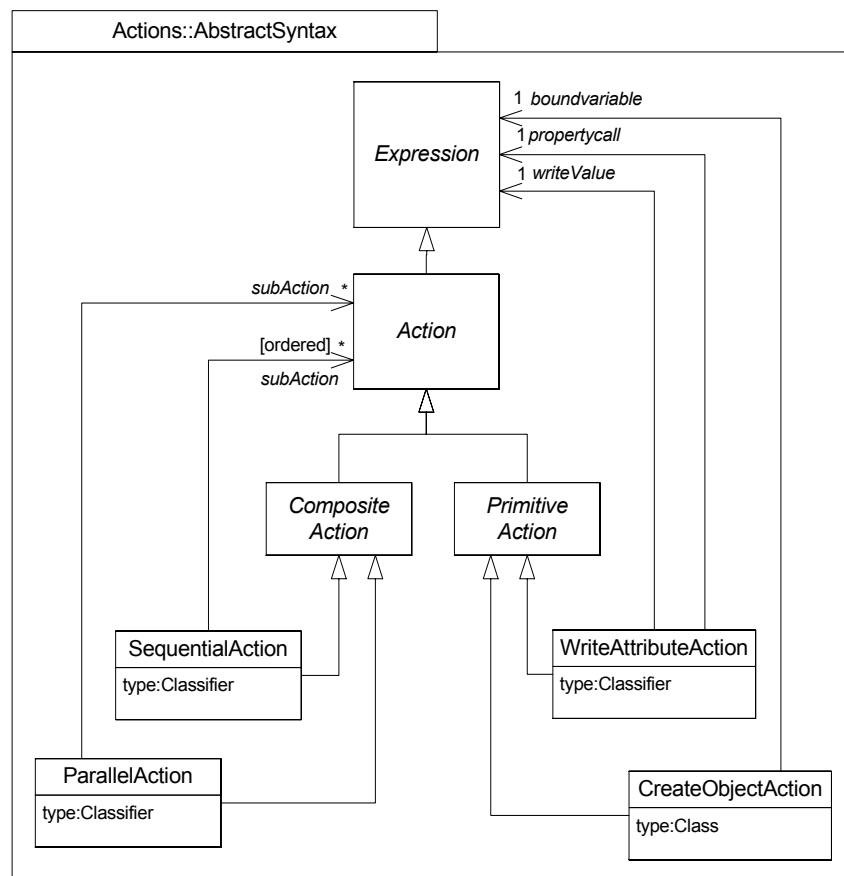 Actions::AbstractSyntax
1 boundvariable
1 propertycall
Expression
1 writeValue
subAction *
Action
[ordered] *
subAction
Composite
Action
Primitive
Action
SequentialAction
type:Classifier
WriteAttributeAction
type:Classifier
ParallelAction
type:Classifier
CreateObjectAction
type:Class